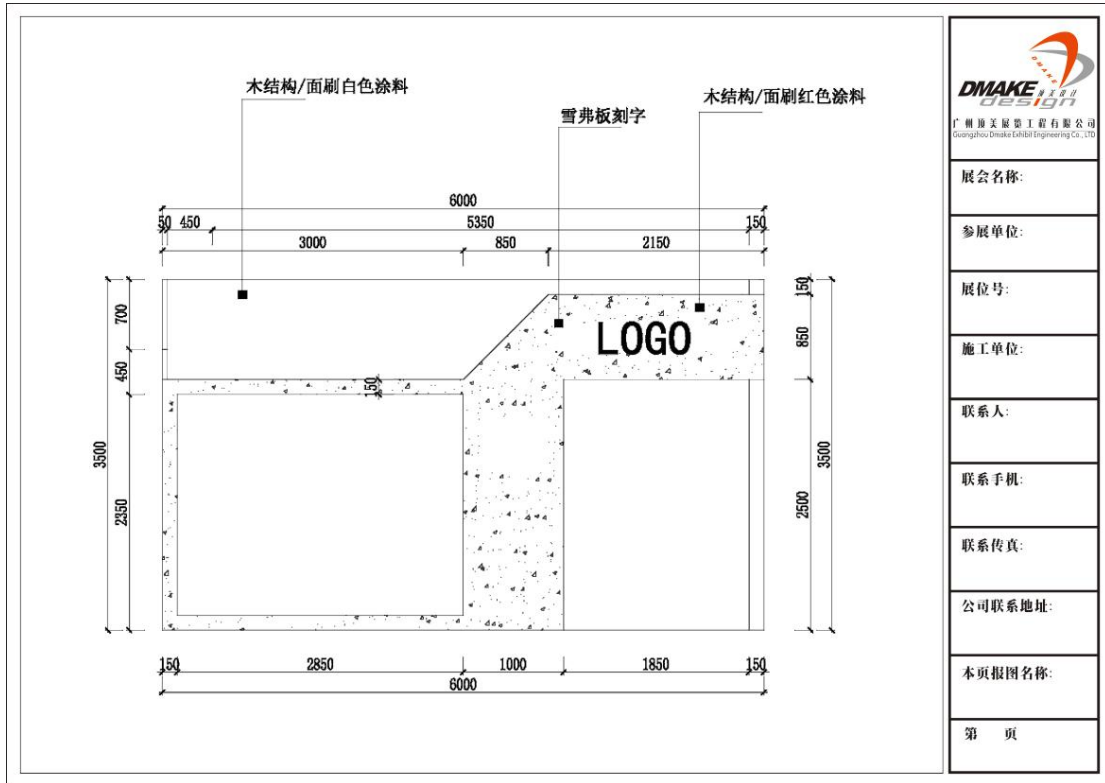 木结构/面刷白色涂料
雪弗板刻字
木结构/面刷红色涂料
6000
50 450 5350 150
3000 850 2150
700
450
2350
3500
150
LOGO
150
850
2500
3500
150 2850 1000 1850 150
6000
DMAKE
DMAKE 顶美设计
design
广州顶美展览工程有限公司
Guangzhou Dmake Exhibit Engineering Co., LTD
展会名称:
参展单位:
展位号:
施工单位:
联系人:
联系手机:
联系传真:
公司联系地址:
本页报图名称:
第 页